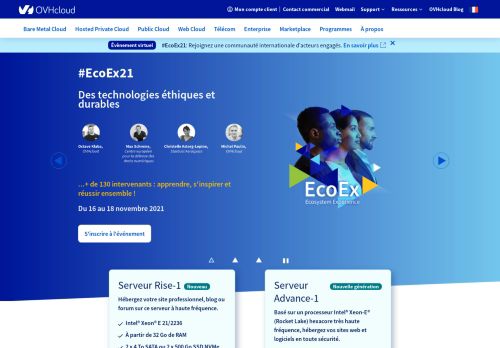 OVHcloud
Mon compte client | Contact commercial | Webmail | Support | Ressources | OVHcloud Blog
Bare Metal Cloud Hosted Private Cloud Public Cloud Web Cloud Télécom Enterprise Marketplace Programmes À propos
Évènement virtuel #EcoEx21: Rejoignez une communauté internationale d'acteurs engagés. En savoir plus
#EcoEx21
Des technologies éthiques et
durables
Octave Klaba,
OVHcloud
Max Schrems,
pour la défense des
droits numériques
Michel Paulin,
OVHcloud
EcoEx
Ecosystem Experience
...+ de 130 intervenants : apprendre, s'inspirer et
réussir ensemble !
Du 16 au 18 novembre 2021
S'inscrire à l'événement
Serveur Rise-1 Nouveau
Hébergez votre site professionnel, blog ou
forum sur ce serveur à haute fréquence.
Intel® Xeon® E 21/2236
À partir de 32 Go de RAM
2 x 4 To SATA ou 2 x 500 Go SSD NVMe
Serveur
Advance-1
Nouvelle génération
Basé sur un processeur Intel® Xeon-E®
(Rocket Lake) hexacore très haute
fréquence, hébergez vos sites web et
logiciels en toute sécurité.